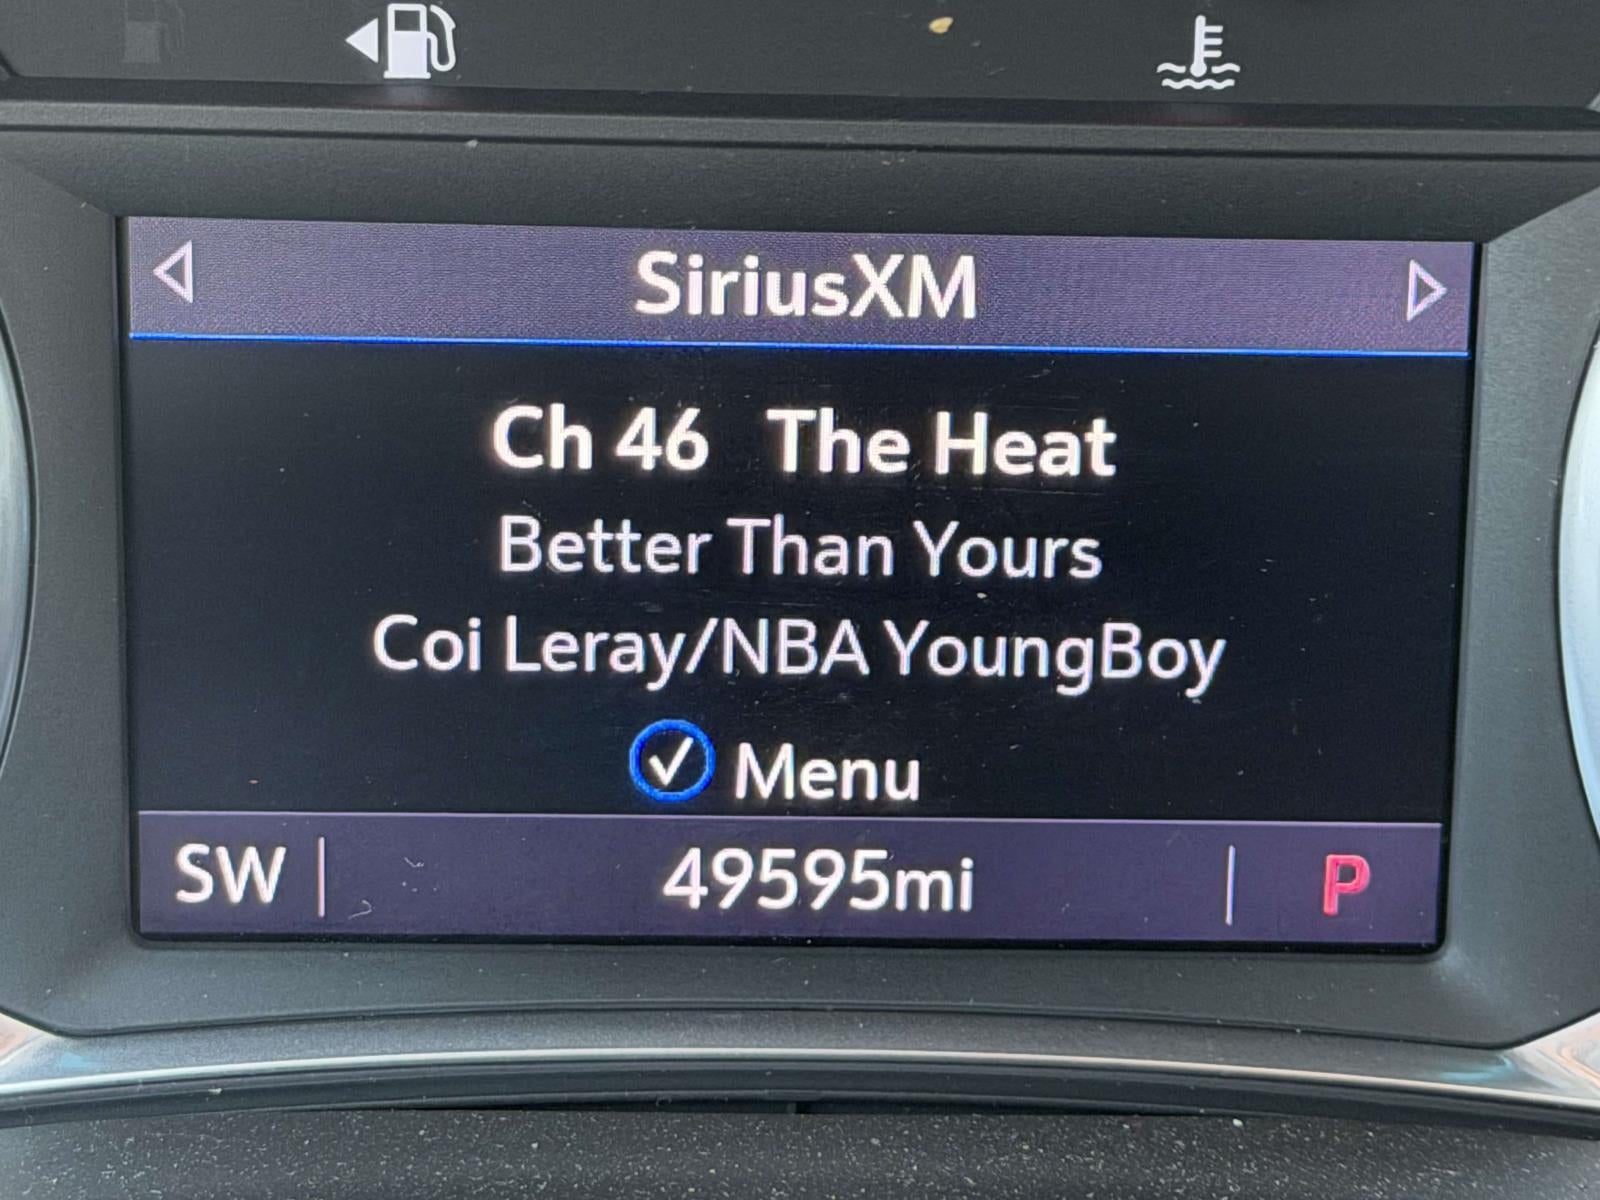 SiriusXM
Ch 46 The Heat
Better Than Yours
Coi Leray/NBA YoungBoy
Menu
SW 49595mi P